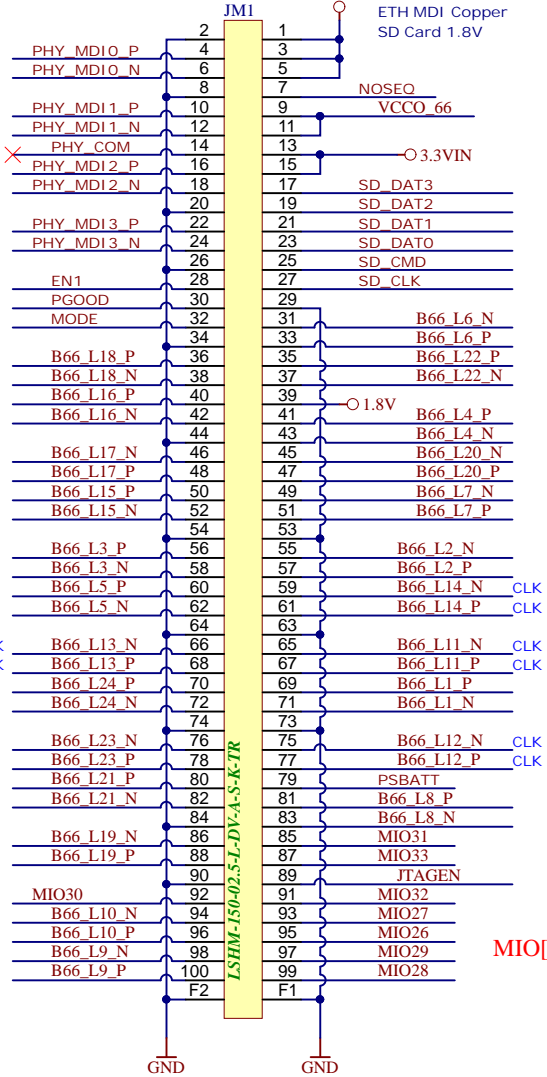 JM1
ETH MDI Copper
SD Card 1.8V
2 1
PHY_MDI0_P 4 3
PHY_MDI0_N 6 5
8 7 NOSEQ
PHY_MDI1_P 10 9 VCCO_66
PHY_MDI1_N 12 11
PHY_COM 14 13 3.3VIN
PHY_MDI2_P 16 15
PHY_MDI2_N 18 17 SD_DAT3
20 19 SD_DAT2
PHY_MDI3_P 22 21 SD_DAT1
PHY_MDI3_N 24 23 SD_DAT0
26 25 SD_CMD
EN1 28 27 SD_CLK
PGOOD 30 29
MODE 32 31 B66_L6_N
34 33 B66_L6_P
B66_L18_P 36 35 B66_L22_P
B66_L18_N 38 37 B66_L22_N
B66_L16_P 40 39 1.8V
B66_L16_N 42 41 B66_L4_P
44 43 B66_L4_N
B66_L17_N 46 45 B66_L20_N
B66_L17_P 48 47 B66_L20_P
B66_L15_P 50 49 B66_L7_N
B66_L15_N 52 51 B66_L7_P
54 53
B66_L3_P 56 55 B66_L2_N
B66_L3_N 58 57 B66_L2_P
B66_L5_P 60 59 B66_L14_N CLK
B66_L5_N 62 61 B66_L14_P CLK
64 63
B66_L13_N 66 65 B66_L11_N CLK
B66_L13_P 68 67 B66_L11_P CLK
B66_L24_P 70 69 B66_L1_P
B66_L24_N 72 71 B66_L1_N
74 73
B66_L23_N 76 75 B66_L12_N CLK
B66_L23_P 78 77 B66_L12_P CLK
B66_L21_P 80 79 PSBATT
B66_L21_N 82 81 B66_L8_P
84 83 B66_L8_N
B66_L19_N 86 85 MIO31
B66_L19_P 88 87 MIO33
90 89 JTAGEN
MIO30 92 91 MIO32
B66_L10_N 94 93 MIO27
B66_L10_P 96 95 MIO26
B66_L9_N 98 97 MIO29
B66_L9_P 100 99 MIO28
F2 F1
LSHM-150-02.5-L-DV-A-S-K-TR
MIO[
GND GND